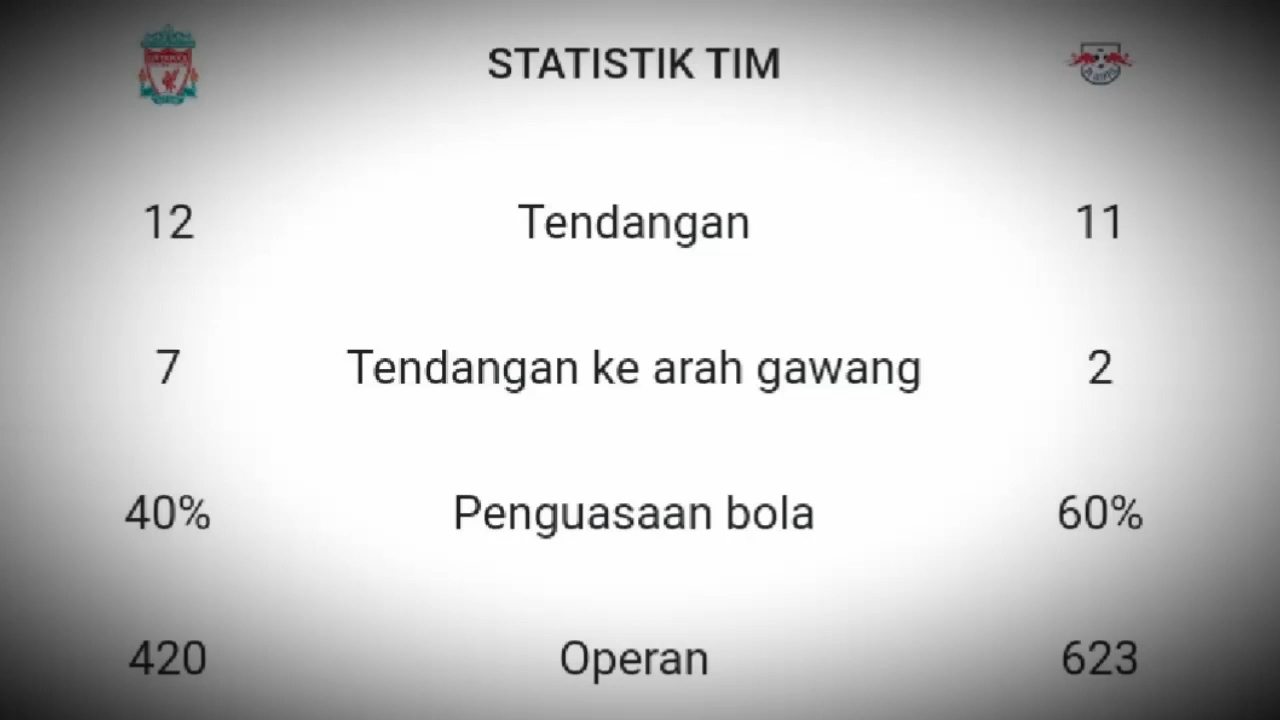 STATISTIK TIM
12 Tendangan 11
7 Tendangan ke arah gawang 2
40% Penguasaan bola 60%
420 Operan 623